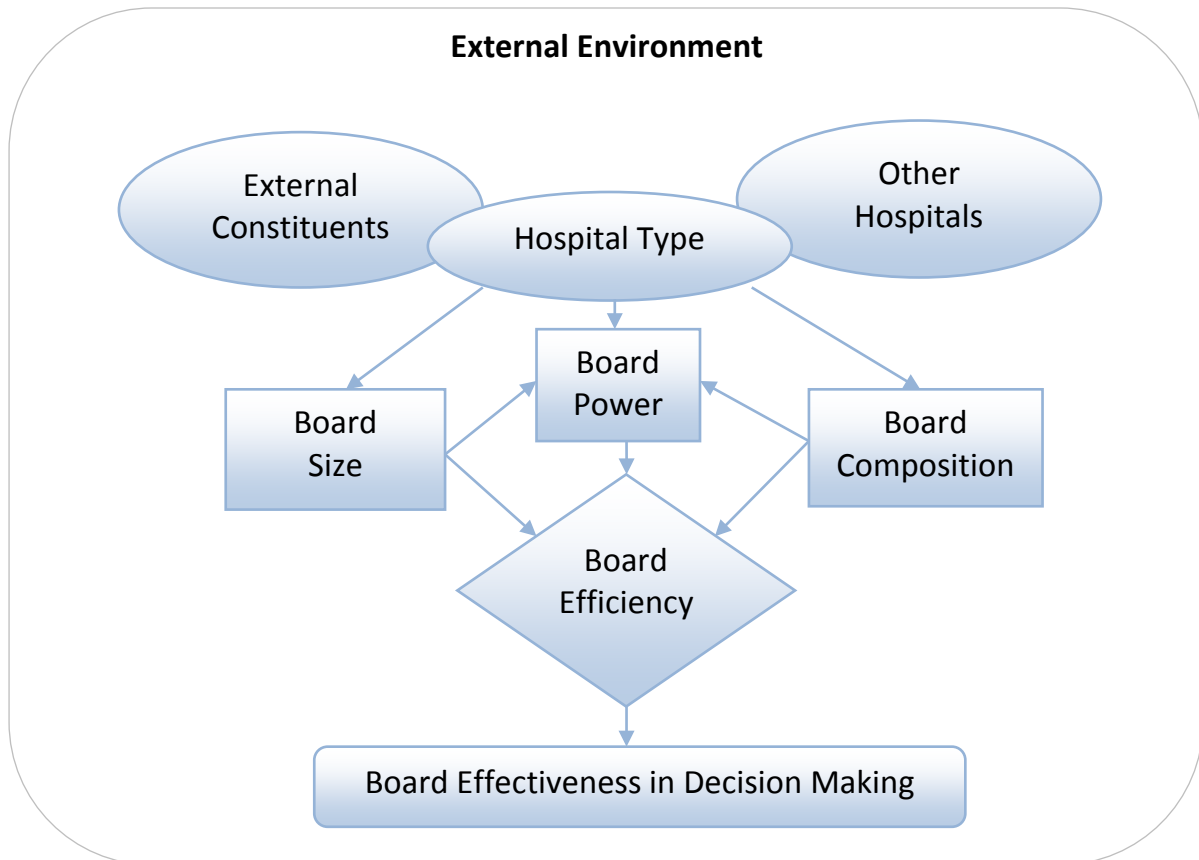 External Environment
External
Constituents
Other
Hospitals
Hospital Type
Board
Power
Board
Size
Board
Composition
Board
Efficiency
Board Effectiveness in Decision Making